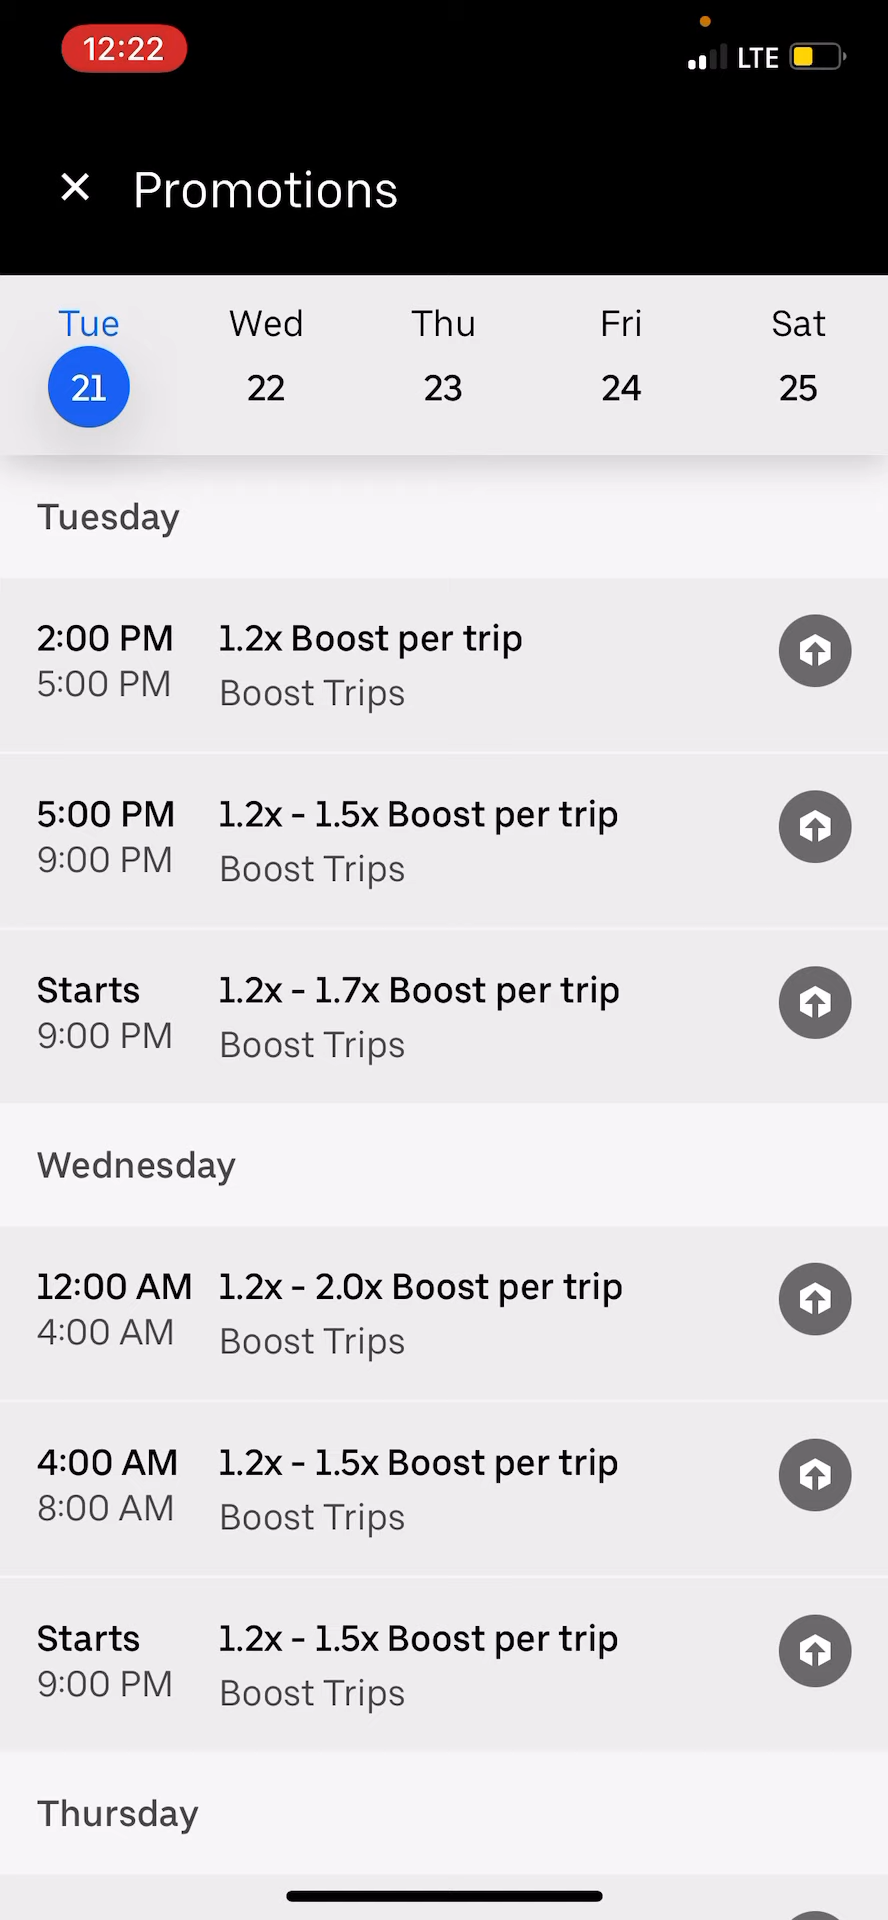 12:22
LTE
Promotions
Tue Wed Thu Fri Sat
21 22 23 24 25
Tuesday
2:00 PM 1.2x Boost per trip
5:00 PM Boost Trips
5:00 PM 1.2x - 1.5x Boost per trip
9:00 PM Boost Trips
Starts 1.2x - 1.7x Boost per trip
9:00 PM Boost Trips
Wednesday
12:00 AM 1.2x - 2.0x Boost per trip
4:00 AM Boost Trips
4:00 AM 1.2x - 1.5x Boost per trip
8:00 AM Boost Trips
Starts 1.2x - 1.5x Boost per trip
9:00 PM Boost Trips
Thursday